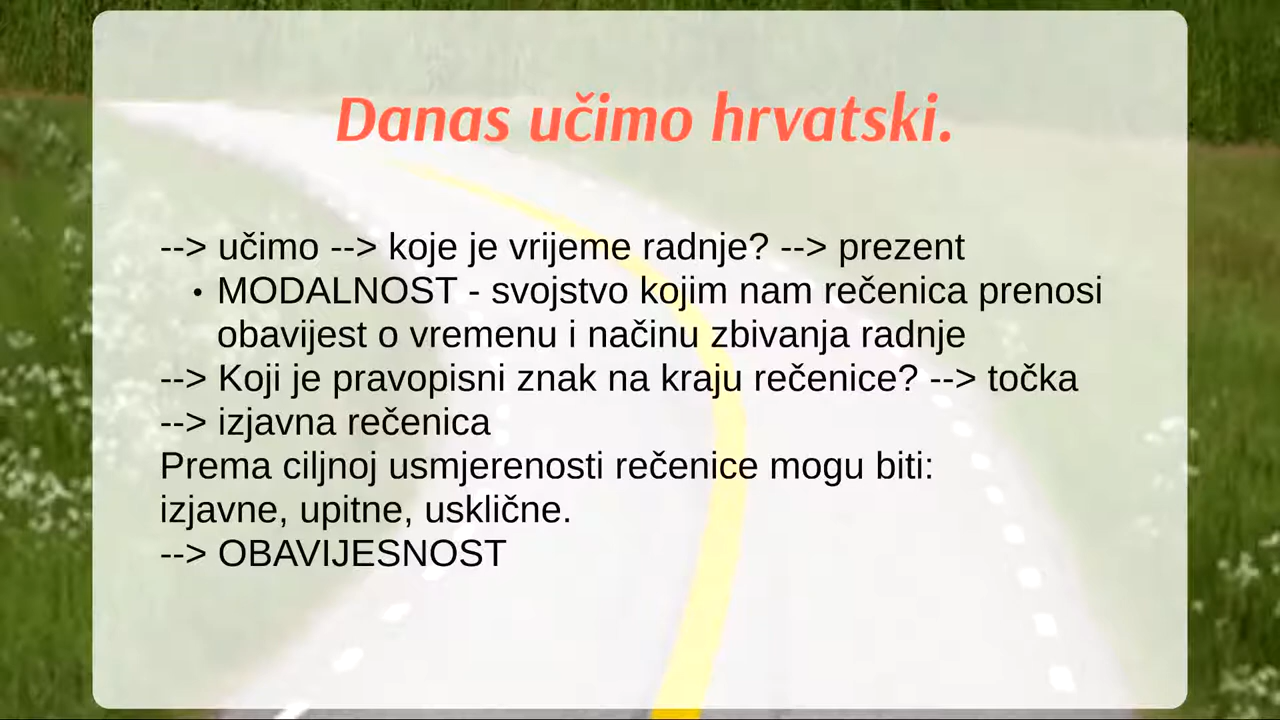 Danas učimo hrvatski.
--> učimo --> koje je vrijeme radnje? --> prezent
• MODALNOST - svojstvo kojim nam rečenica prenosi
obavijest o vremenu i načinu zbivanja radnje
--> Koji je pravopisni znak na kraju rečenice? --> točka
--> izjavna rečenica
Prema ciljnoj usmjerenosti rečenice mogu biti:
izjavne, upitne, usklične.
--> OBAVIJESNOST